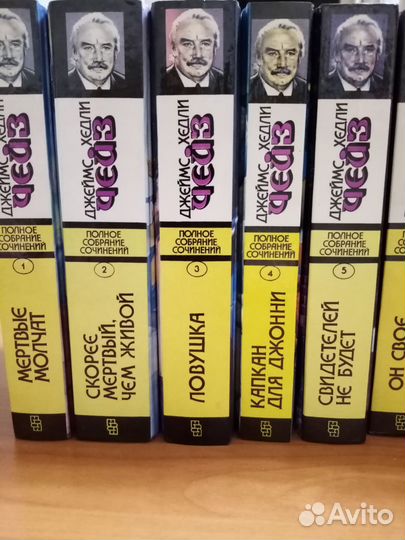 ДЖЕЙМС ХЕДЛИ
ЧЕЙЗ
ПОЛНОЕ
СОБРАНИЕ
СОЧИНЕНИЙ
1
МЕРТВЫЕ
МОЛЧАТ
ДЖЕЙМС ХЕДЛИ
ЧЕЙЗ
ПОЛНОЕ
СОБРАНИЕ
СОЧИНЕНИЙ
2
СКОРЕЕ
МЕРТВЫЙ,
ЧЕМ ЖИВОЙ
ДЖЕЙМС ХЕДЛИ
ЧЕЙЗ
ПОЛНОЕ
СОБРАНИЕ
СОЧИНЕНИЙ
3
ЛОВУШКА
ДЖЕЙМС ХЕДЛИ
ЧЕЙЗ
ПОЛНОЕ
СОБРАНИЕ
СОЧИНЕНИЙ
4
КАПКАН
ДЛЯ ДЖОННИ
ДЖЕЙМС ХЕДЛИ
ЧЕЙЗ
ПОЛНОЕ
СОБРАНИЕ
СОЧИНЕНИЙ
5
СВИДЕТЕЛЕЙ
НЕ БУДЕТ
ОН СВОЕ
Avito